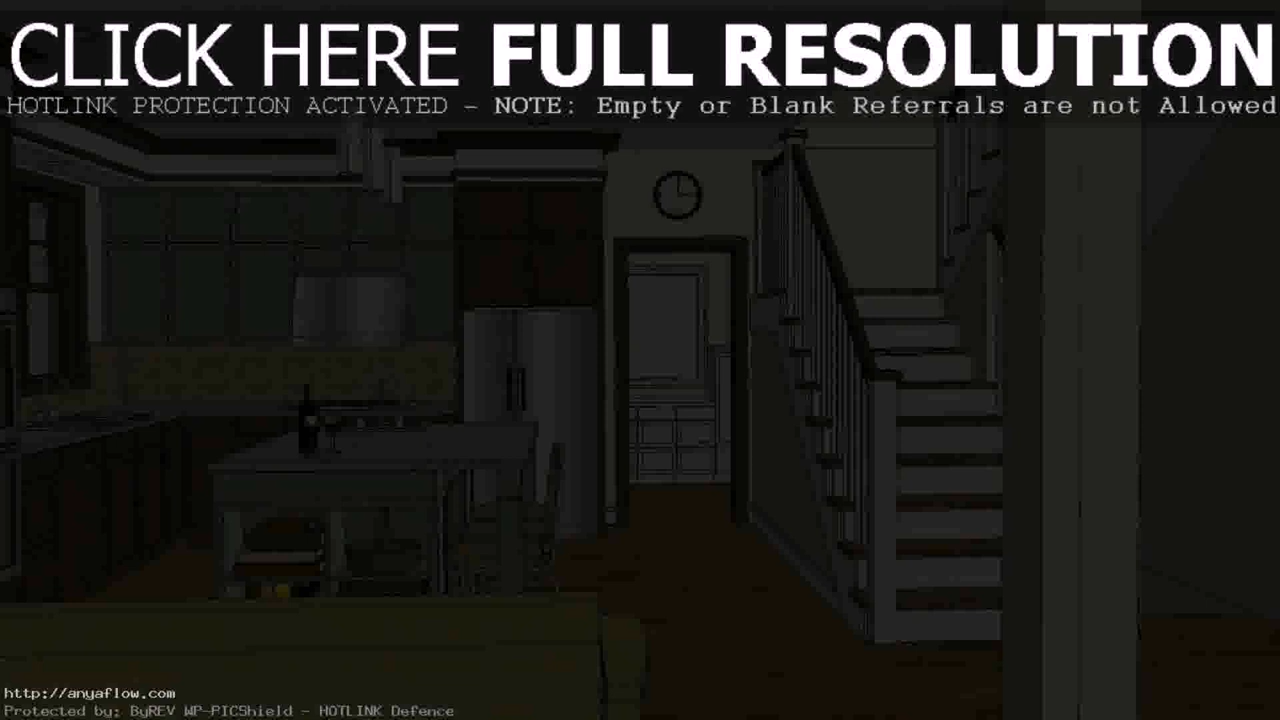 CLICK HERE FULL RESOLUTION
HOTLINK PROTECTION ACTIVATED - NOTE: Empty or Blank Referrals are not Allowed
http://anyaflow.com
Protected by: ByREV WP-PICShield - HOTLINK Defence